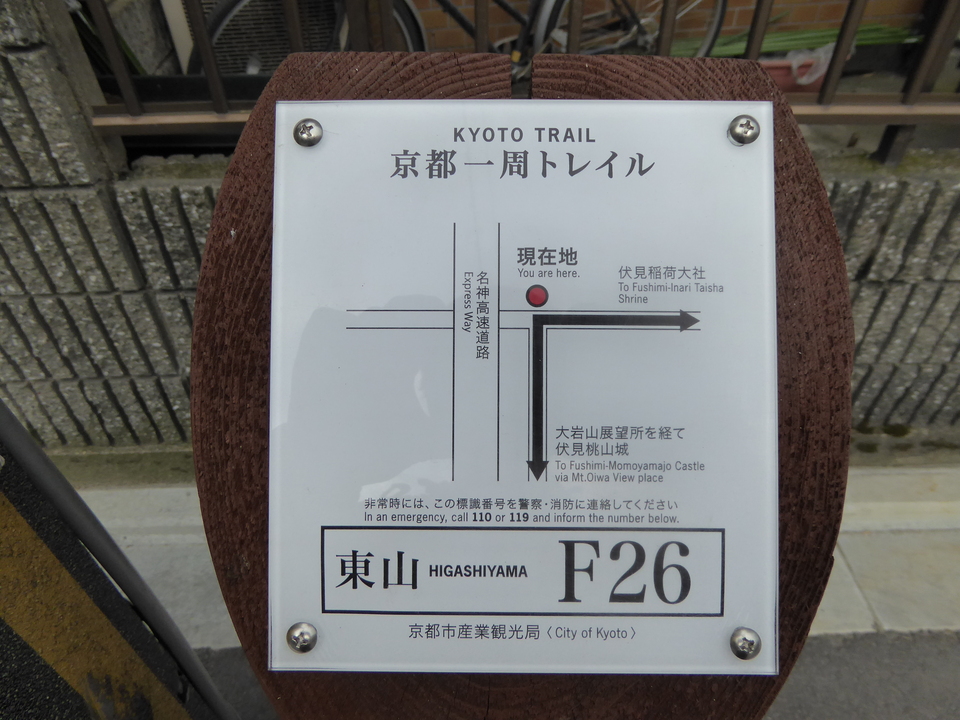 KYOTO TRAIL
京都一周トレイル
現在地
You are here.
伏見稲荷大社
To Fushimi-Inari Taisha
Shrine
名神高速道路
Express Way
大岩山展望所を経て
伏見桃山城
To Fushimi-Momoyamajo Castle
via Mt.Oiwa View place
非常時には、この標識番号を警察・消防に連絡してください
In an emergency, call 110 or 119 and inform the number below.
東山 HIGASHIYAMA F26
京都市産業観光局〈City of Kyoto〉